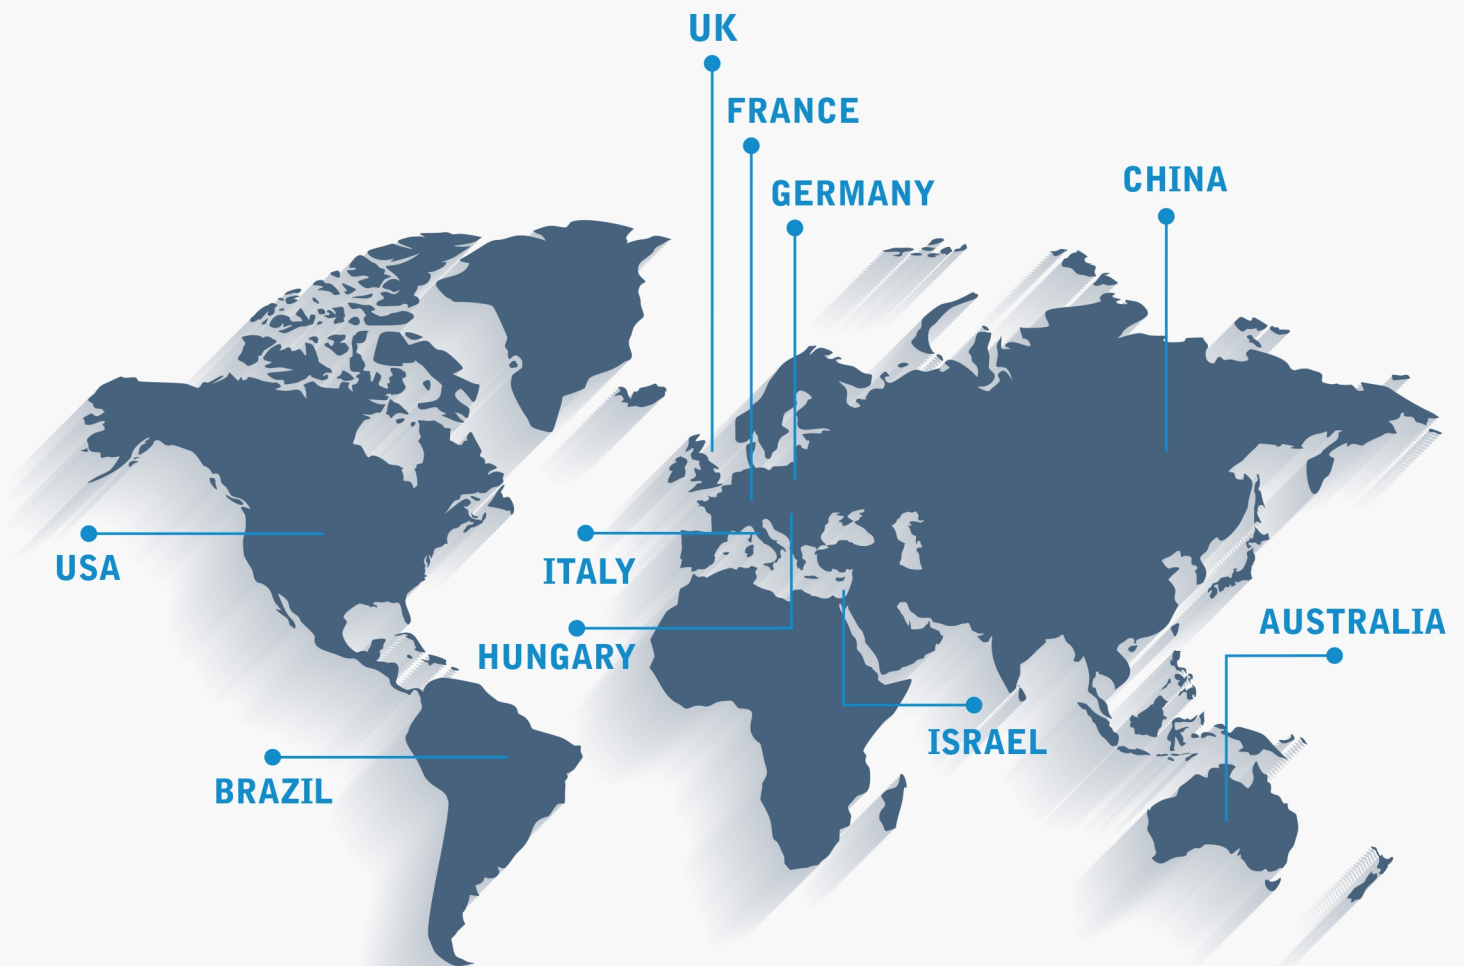 UK
FRANCE
GERMANY
CHINA
USA
ITALY
HUNGARY
AUSTRALIA
ISRAEL
BRAZIL